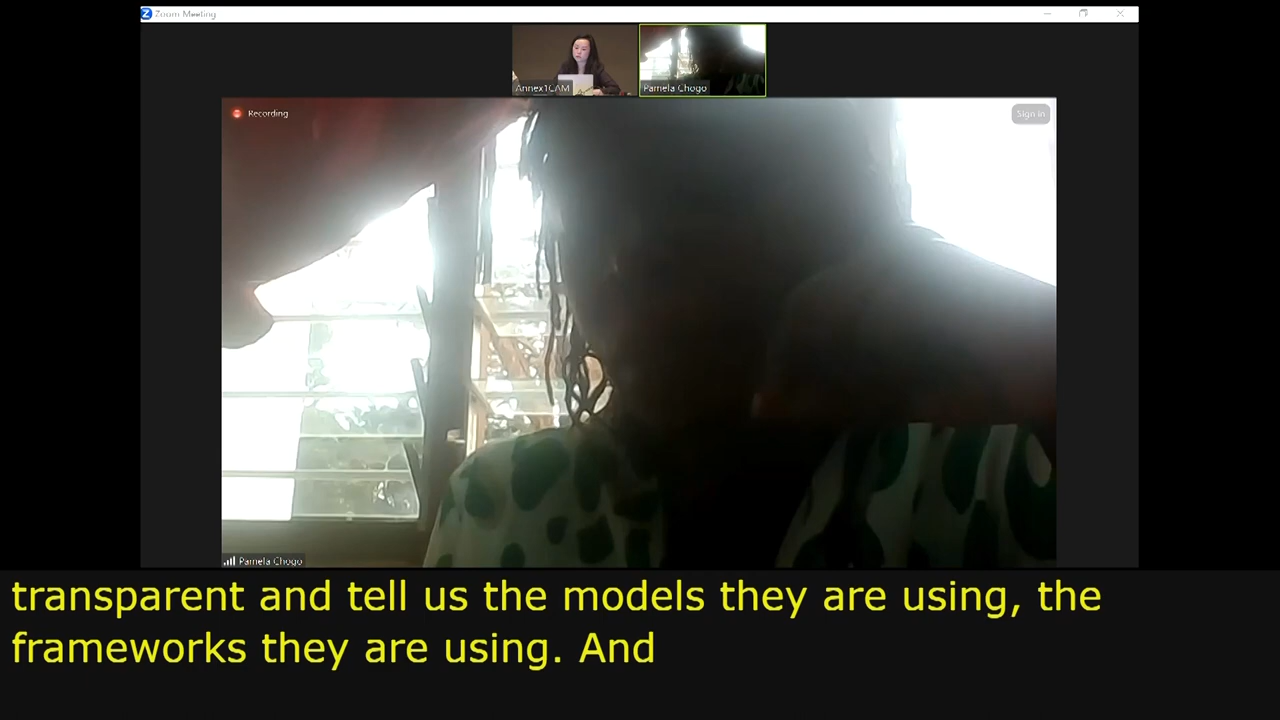 Zoom Meeting
Annex1CAM
Pamela Chogo
Recording
Sign in
Pamela Chogo
transparent and tell us the models they are using, the
frameworks they are using. And